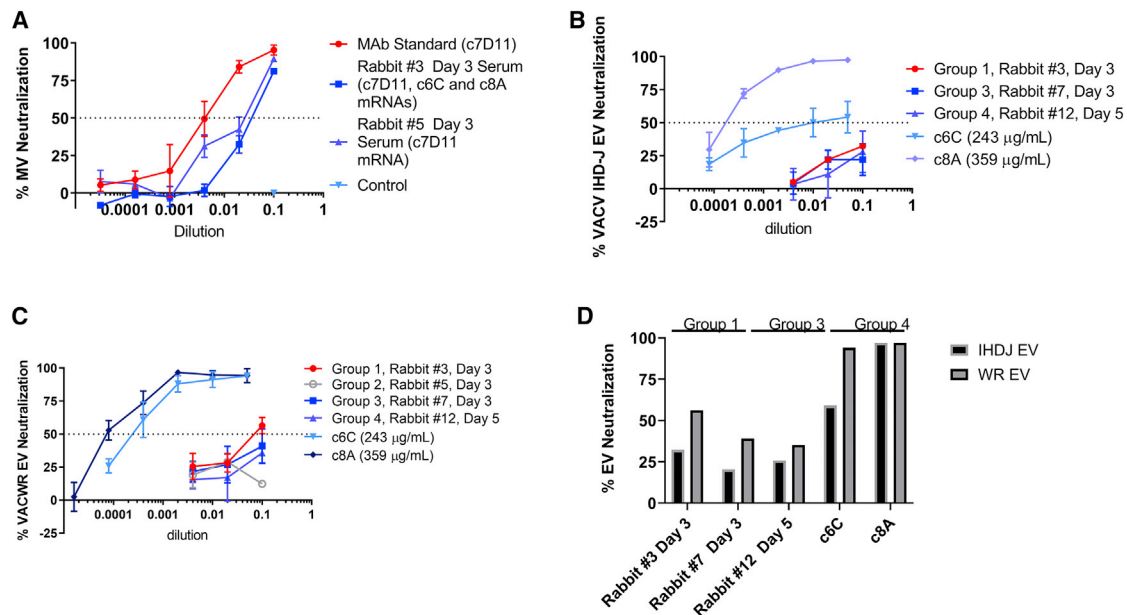 A
% MV Neutralization
100
75
50
25
0
0.0001
0.001
0.01
0.1
1
Dilution
MAb Standard (c7D11)
Rabbit #3 Day 3 Serum
(c7D11, c6C and c8A
mRNAs)
Rabbit #5 Day 3
Serum (c7D11
mRNA)
Control
B
% VACV IHD-J EV Neutralization
100
75
50
25
0
-25
0.0001
0.01
0.1
1
dilution
Group 1, Rabbit #3, Day 3
Group 3, Rabbit #7, Day 3
Group 4, Rabbit #12, Day 5
c6C (243 µg/mL)
c8A (359 µg/mL)
C
% VACWR EV Neutralization
100
75
50
25
0
-25
0.0001
0.001
0.01
0.1
1
dilution
Group 1, Rabbit #3, Day 3
Group 2, Rabbit #5, Day 3
Group 3, Rabbit #7, Day 3
Group 4, Rabbit #12, Day 5
c6C (243 µg/mL)
c8A (359 µg/mL)
D
Group 1
Group 3
Group 4
% EV Neutralization
100
75
50
25
0
Rabbit #3 Day 3
Rabbit #7 Day 3
Rabbit #12 Day 5
c6C
c8A
IHDJ EV
WR EV